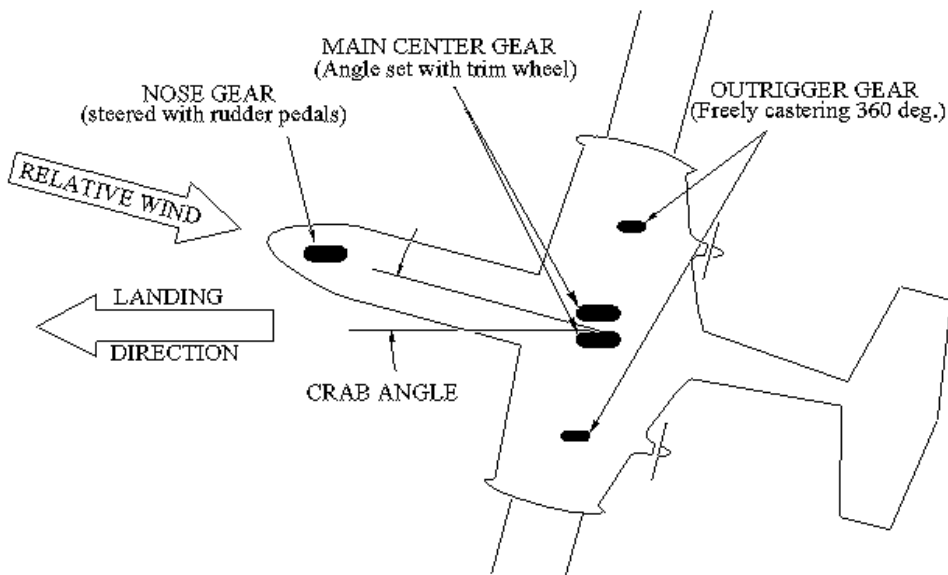 MAIN CENTER GEAR
(Angle set with trim wheel)
NOSE GEAR
(steered with rudder pedals)
OUTRIGGER GEAR
(Freely castering 360 deg.)
RELATIVE WIND
LANDING
DIRECTION
CRAB ANGLE